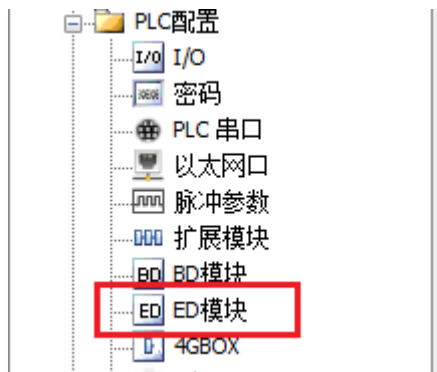 PLC配置
I/O I/O
密码
PLC 串口
以太网口
脉冲参数
扩展模块
BD BD模块
ED ED模块
4GBOX